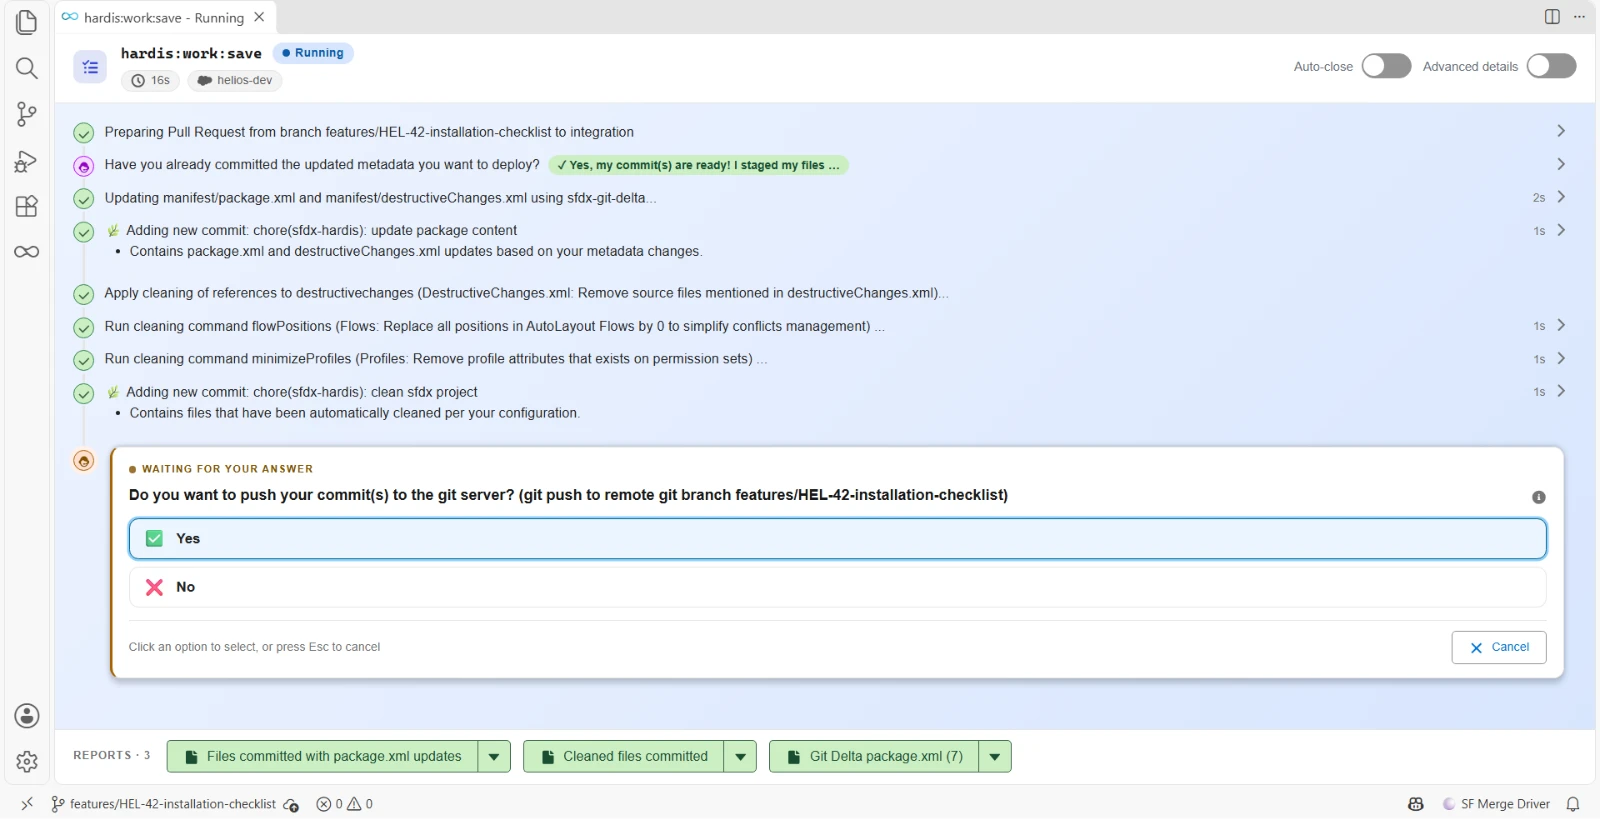 hardis:work:save - Running
hardis:work:save
Running
16s
helios-dev
Auto-close
Advanced details
Preparing Pull Request from branch features/HEL-42-installation-checklist to integration
Have you already committed the updated metadata you want to deploy?
✓ Yes, my commit(s) are ready! I staged my files ...
Updating manifest/package.xml and manifest/destructiveChanges.xml using sfdx-git-delta...
2s
Adding new commit: chore(sfdx-hardis): update package content
1s
• Contains package.xml and destructiveChanges.xml updates based on your metadata changes.
Apply cleaning of references to destructivechanges (DestructiveChanges.xml: Remove source files mentioned in destructiveChanges.xml)...
Run cleaning command flowPositions (Flows: Replace all positions in AutoLayout Flows by 0 to simplify conflicts management) ...
1s
Run cleaning command minimizeProfiles (Profiles: Remove profile attributes that exists on permission sets) ...
1s
Adding new commit: chore(sfdx-hardis): clean sfdx project
1s
• Contains files that have been automatically cleaned per your configuration.
WAITING FOR YOUR ANSWER
Do you want to push your commit(s) to the git server? (git push to remote git branch features/HEL-42-installation-checklist)
Yes
No
Click an option to select, or press Esc to cancel
Cancel
REPORTS · 3
Files committed with package.xml updates
Cleaned files committed
Git Delta package.xml (7)
features/HEL-42-installation-checklist
0
0
SF Merge Driver